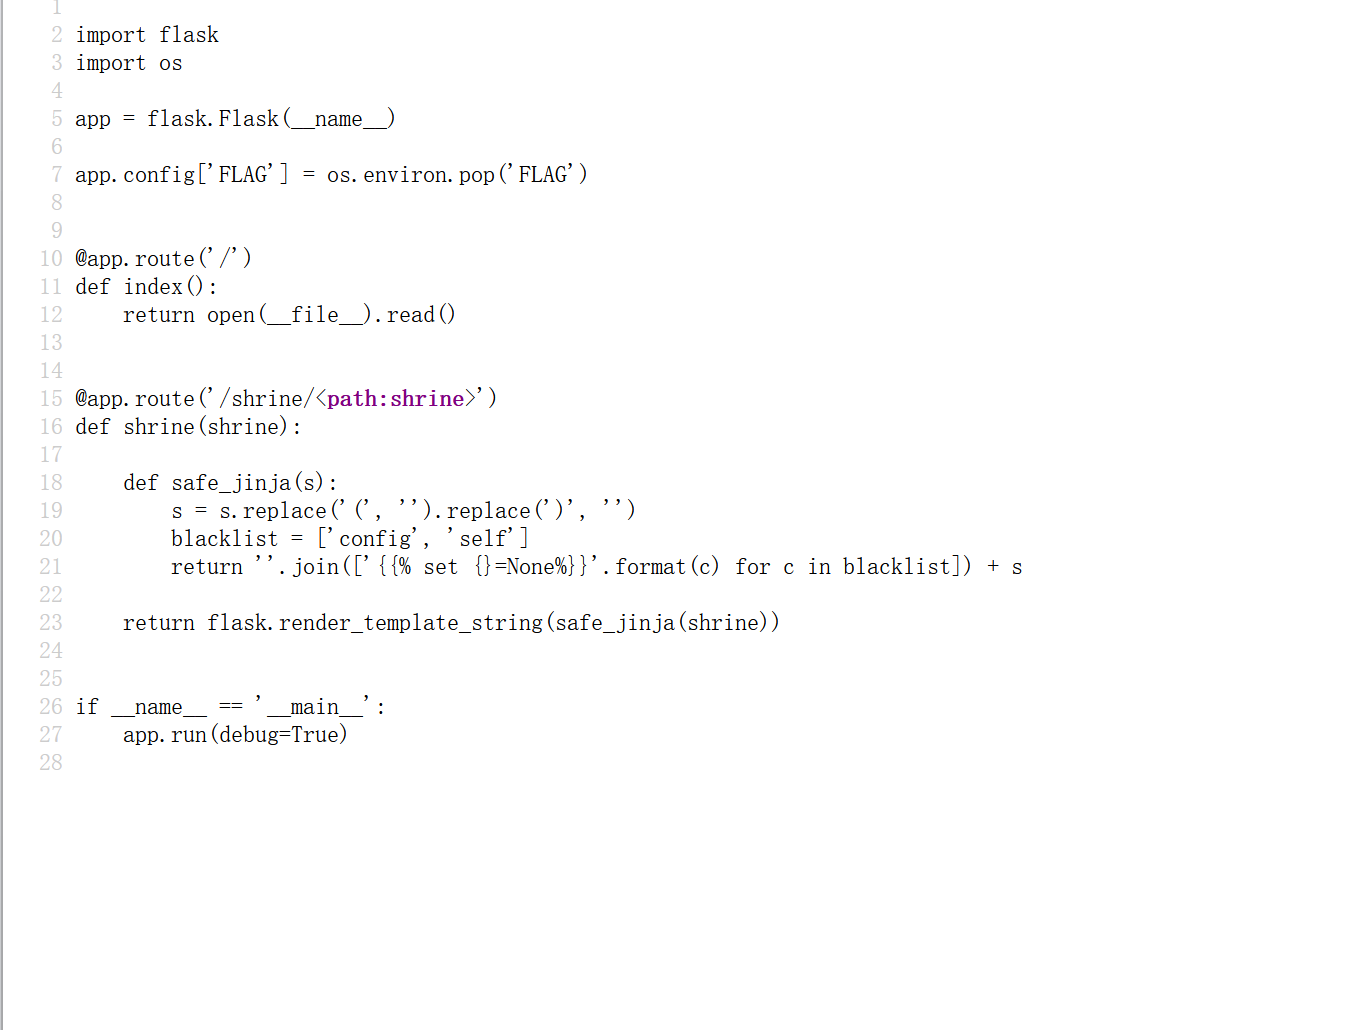 1
2 import flask
3 import os
4
5 app = flask.Flask(__name__)
6
7 app.config['FLAG'] = os.environ.pop('FLAG')
8
9
10 @app.route('/')
11 def index():
12     return open(__file__).read()
13
14
15 @app.route('/shrine/<path:shrine>')
16 def shrine(shrine):
17
18     def safe_jinja(s):
19         s = s.replace('(', '').replace(')', '')
20         blacklist = ['config', 'self']
21         return ''.join(['{{% set {}=None%}}'.format(c) for c in blacklist]) + s
22
23     return flask.render_template_string(safe_jinja(shrine))
24
25
26 if __name__ == '__main__':
27     app.run(debug=True)
28